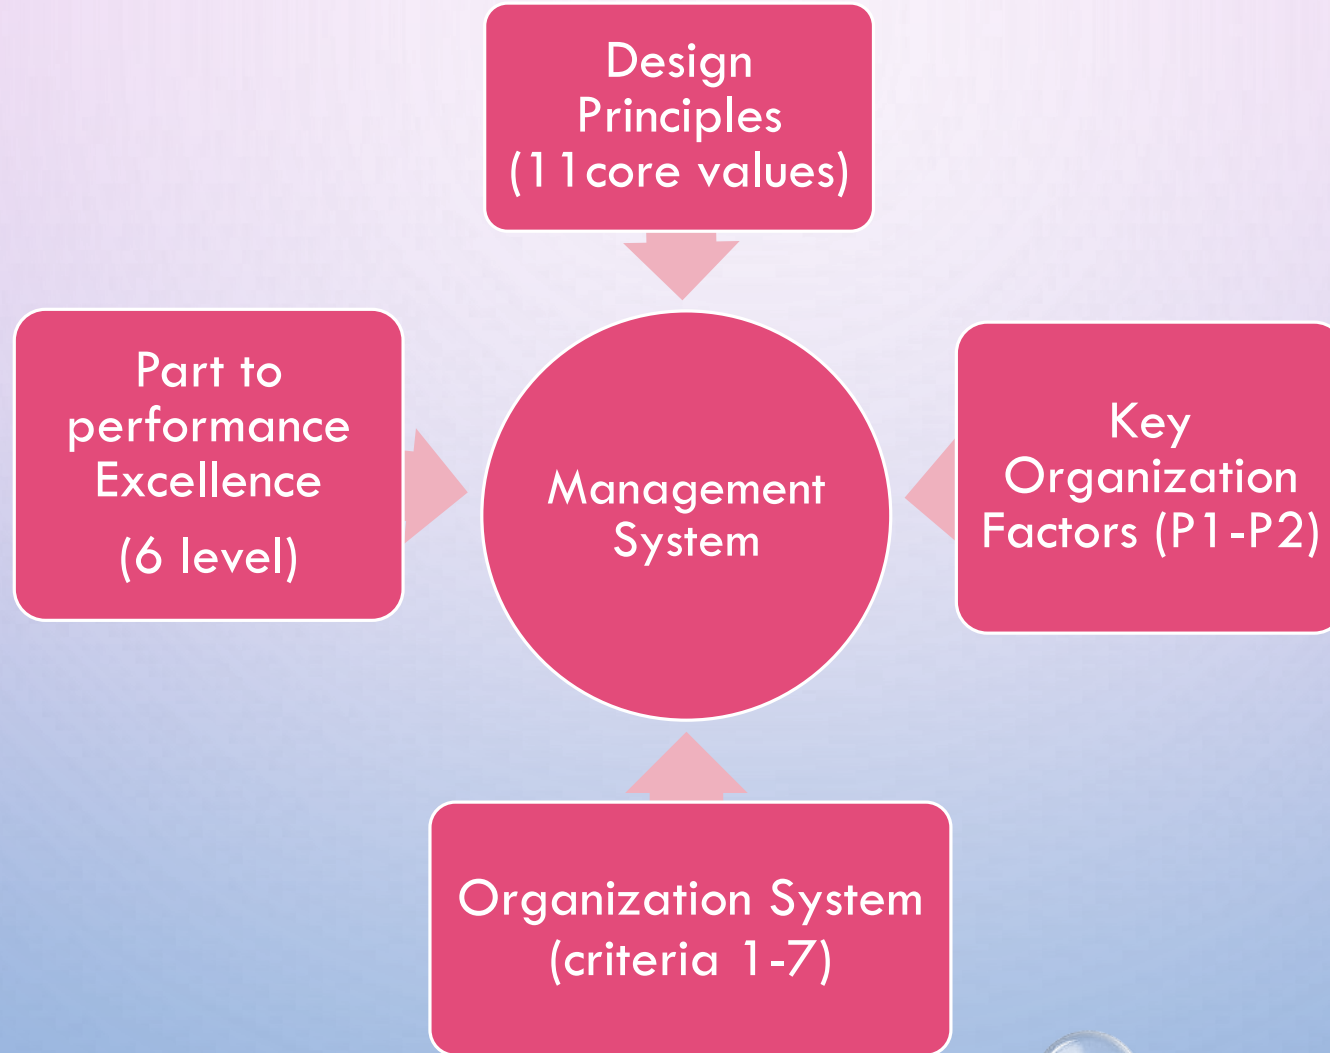 Design
Principles
(11core values)
Part to
performance
Excellence
(6 level)
Management
System
Key
Organization
Factors (P1-P2)
Organization System
(criteria 1-7)